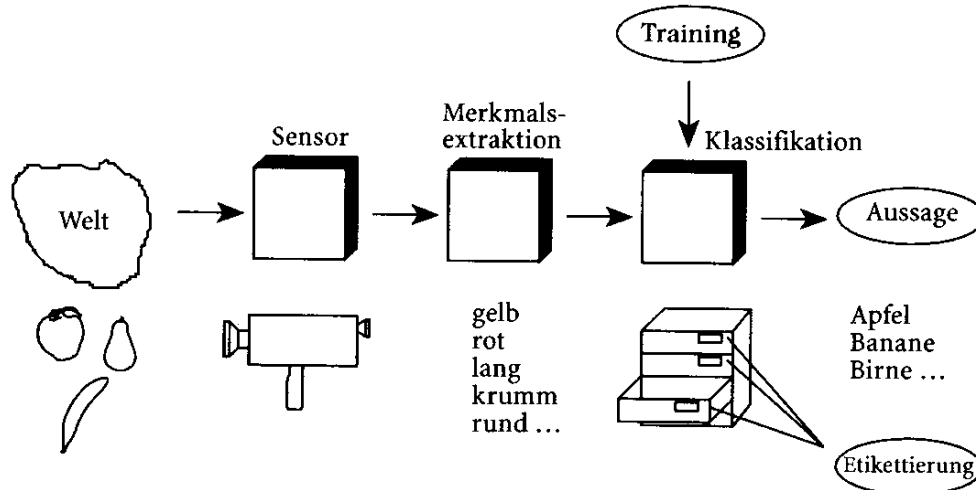 Training
Merkmals-
extraktion
Sensor
Klassifikation
Welt
Aussage
gelb
rot
lang
krumm
rund ...
Apfel
Banane
Birne ...
Etikettierung